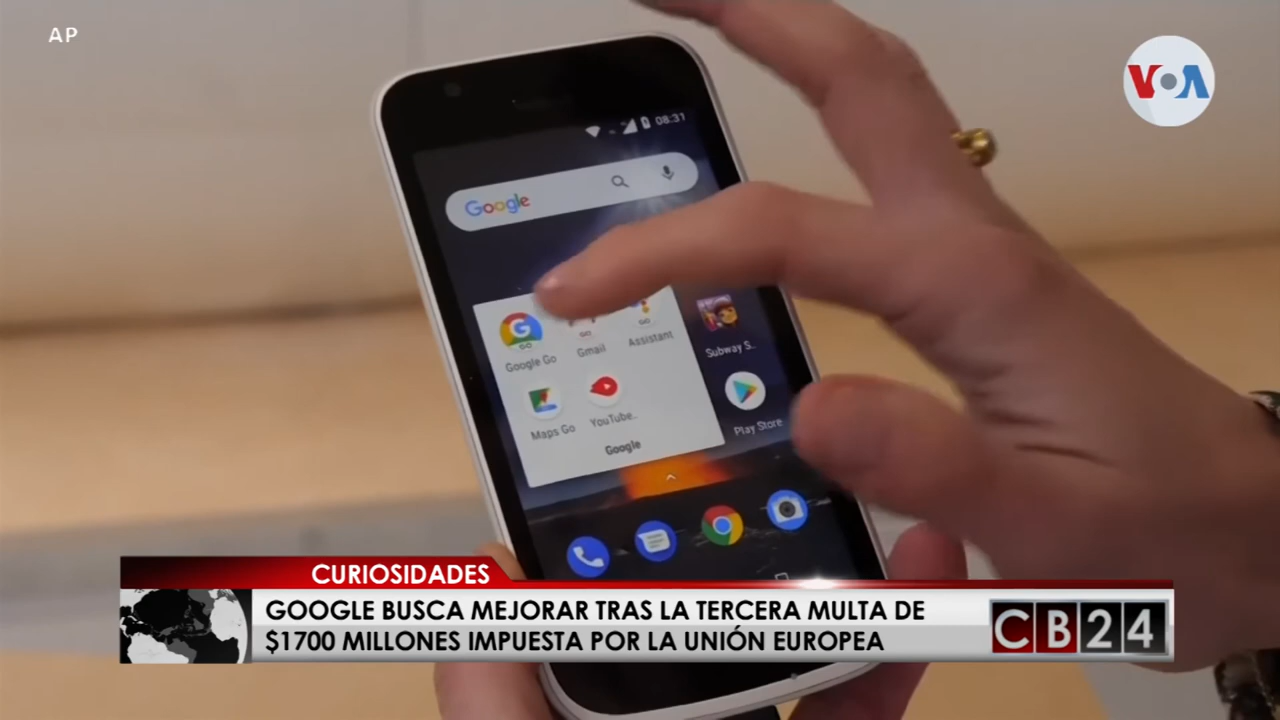 AP
VOA
08:31
Google
Google Go
Gmail
Assistant
Subway S..
Maps Go
YouTube..
Play Store
Google
CURIOSIDADES
GOOGLE BUSCA MEJORAR TRAS LA TERCERA MULTA DE
$1700 MILLONES IMPUESTA POR LA UNIÓN EUROPEA
CB24